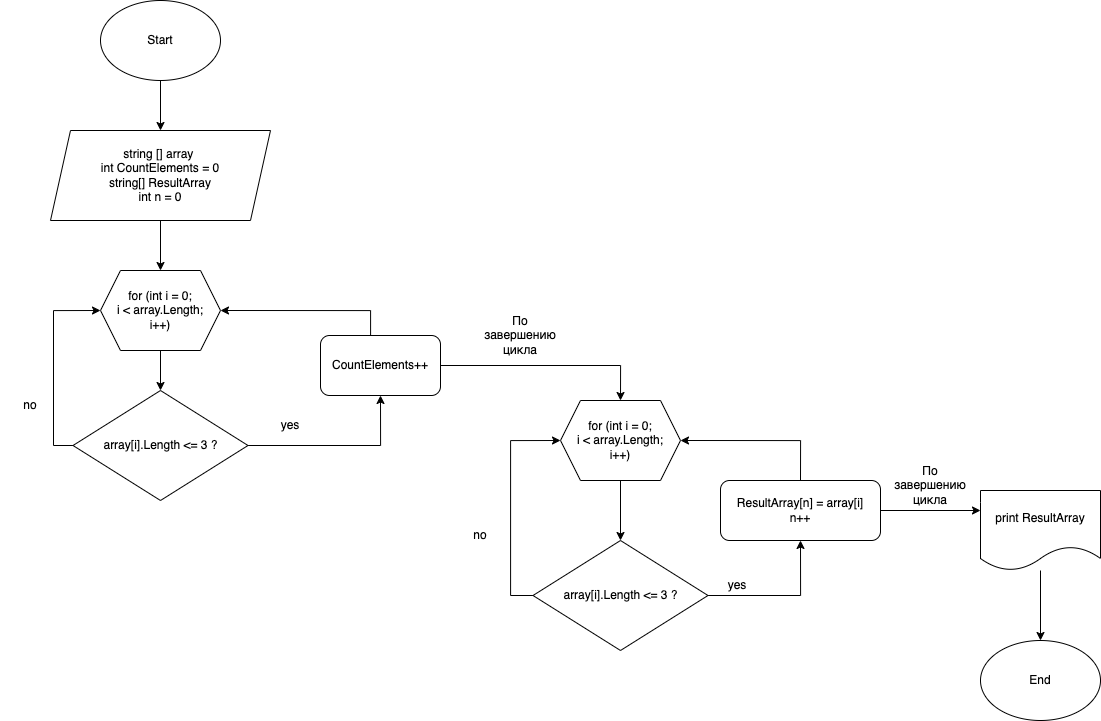 Start
string [] array
int CountElements = 0
string[] ResultArray
int n = 0
for (int i = 0;
i < array.Length;
i++)
CountElements++
no
array[i].Length <= 3 ?
yes
По
завершению
цикла
for (int i = 0;
i < array.Length;
i++)
ResultArray[n] = array[i]
n++
no
array[i].Length <= 3 ?
yes
По
завершению
цикла
print ResultArray
End